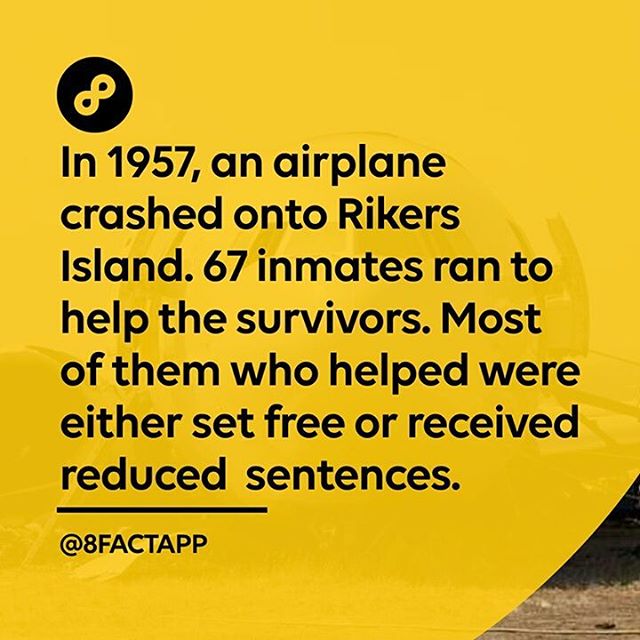 In 1957, an airplane
crashed onto Rikers
Island. 67 inmates ran to
help the survivors. Most
of them who helped were
either set free or received
reduced sentences.
@8FACTAPP